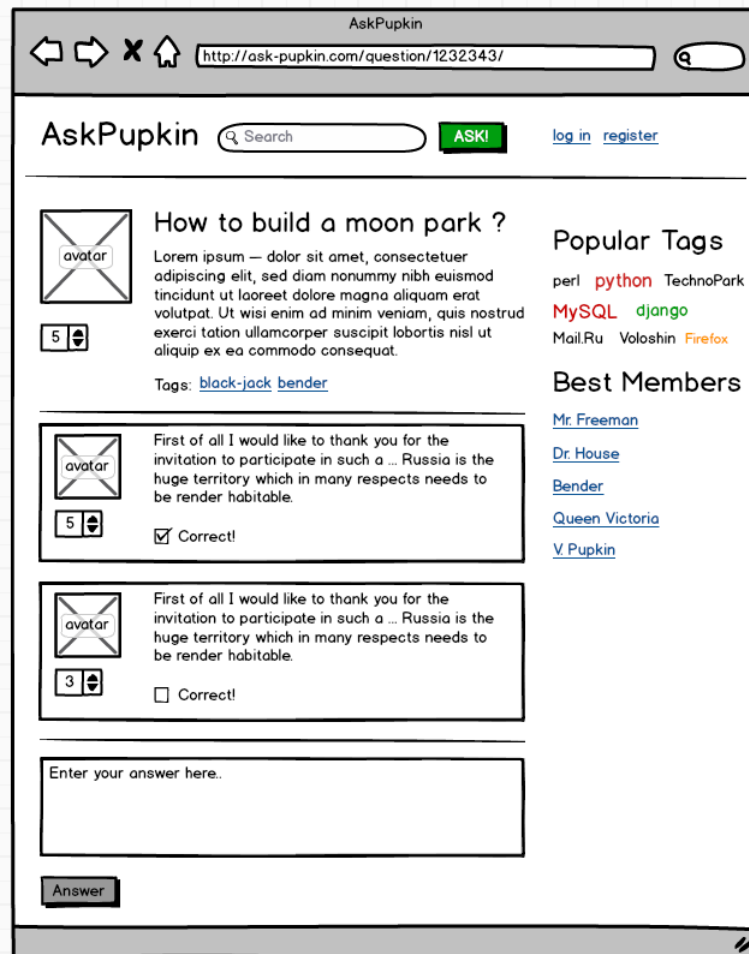 AskPupkin
http://ask-pupkin.com/question/1232343/
AskPupkin
Search
ASK!
log in register
avatar
5
How to build a moon park ?
Lorem ipsum — dolor sit amet, consectetuer
adipiscing elit, sed diam nonummy nibh euismod
tincidunt ut laoreet dolore magna aliquam erat
volutpat. Ut wisi enim ad minim veniam, quis nostrud
exerci tation ullamcorper suscipit lobortis nisl ut
aliquip ex ea commodo consequat.
Tags: black-jack bender
avatar
5
First of all I would like to thank you for the
invitation to participate in such a ... Russia is the
huge territory which in many respects needs to
be render habitable.
Correct!
avatar
3
First of all I would like to thank you for the
invitation to participate in such a ... Russia is the
huge territory which in many respects needs to
be render habitable.
Correct!
Enter your answer here..
Answer
Popular Tags
perl python TechnoPark
MySQL django
Mail.Ru Voloshin Firefox
Best Members
Mr. Freeman
Dr. House
Bender
Queen Victoria
V. Pupkin